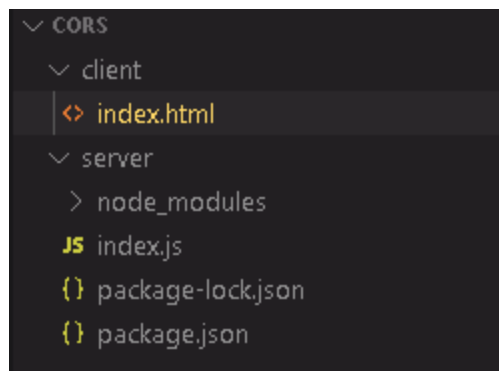 CORS
client
<> index.html
server
node_modules
JS index.js
{} package-lock.json
{} package.json